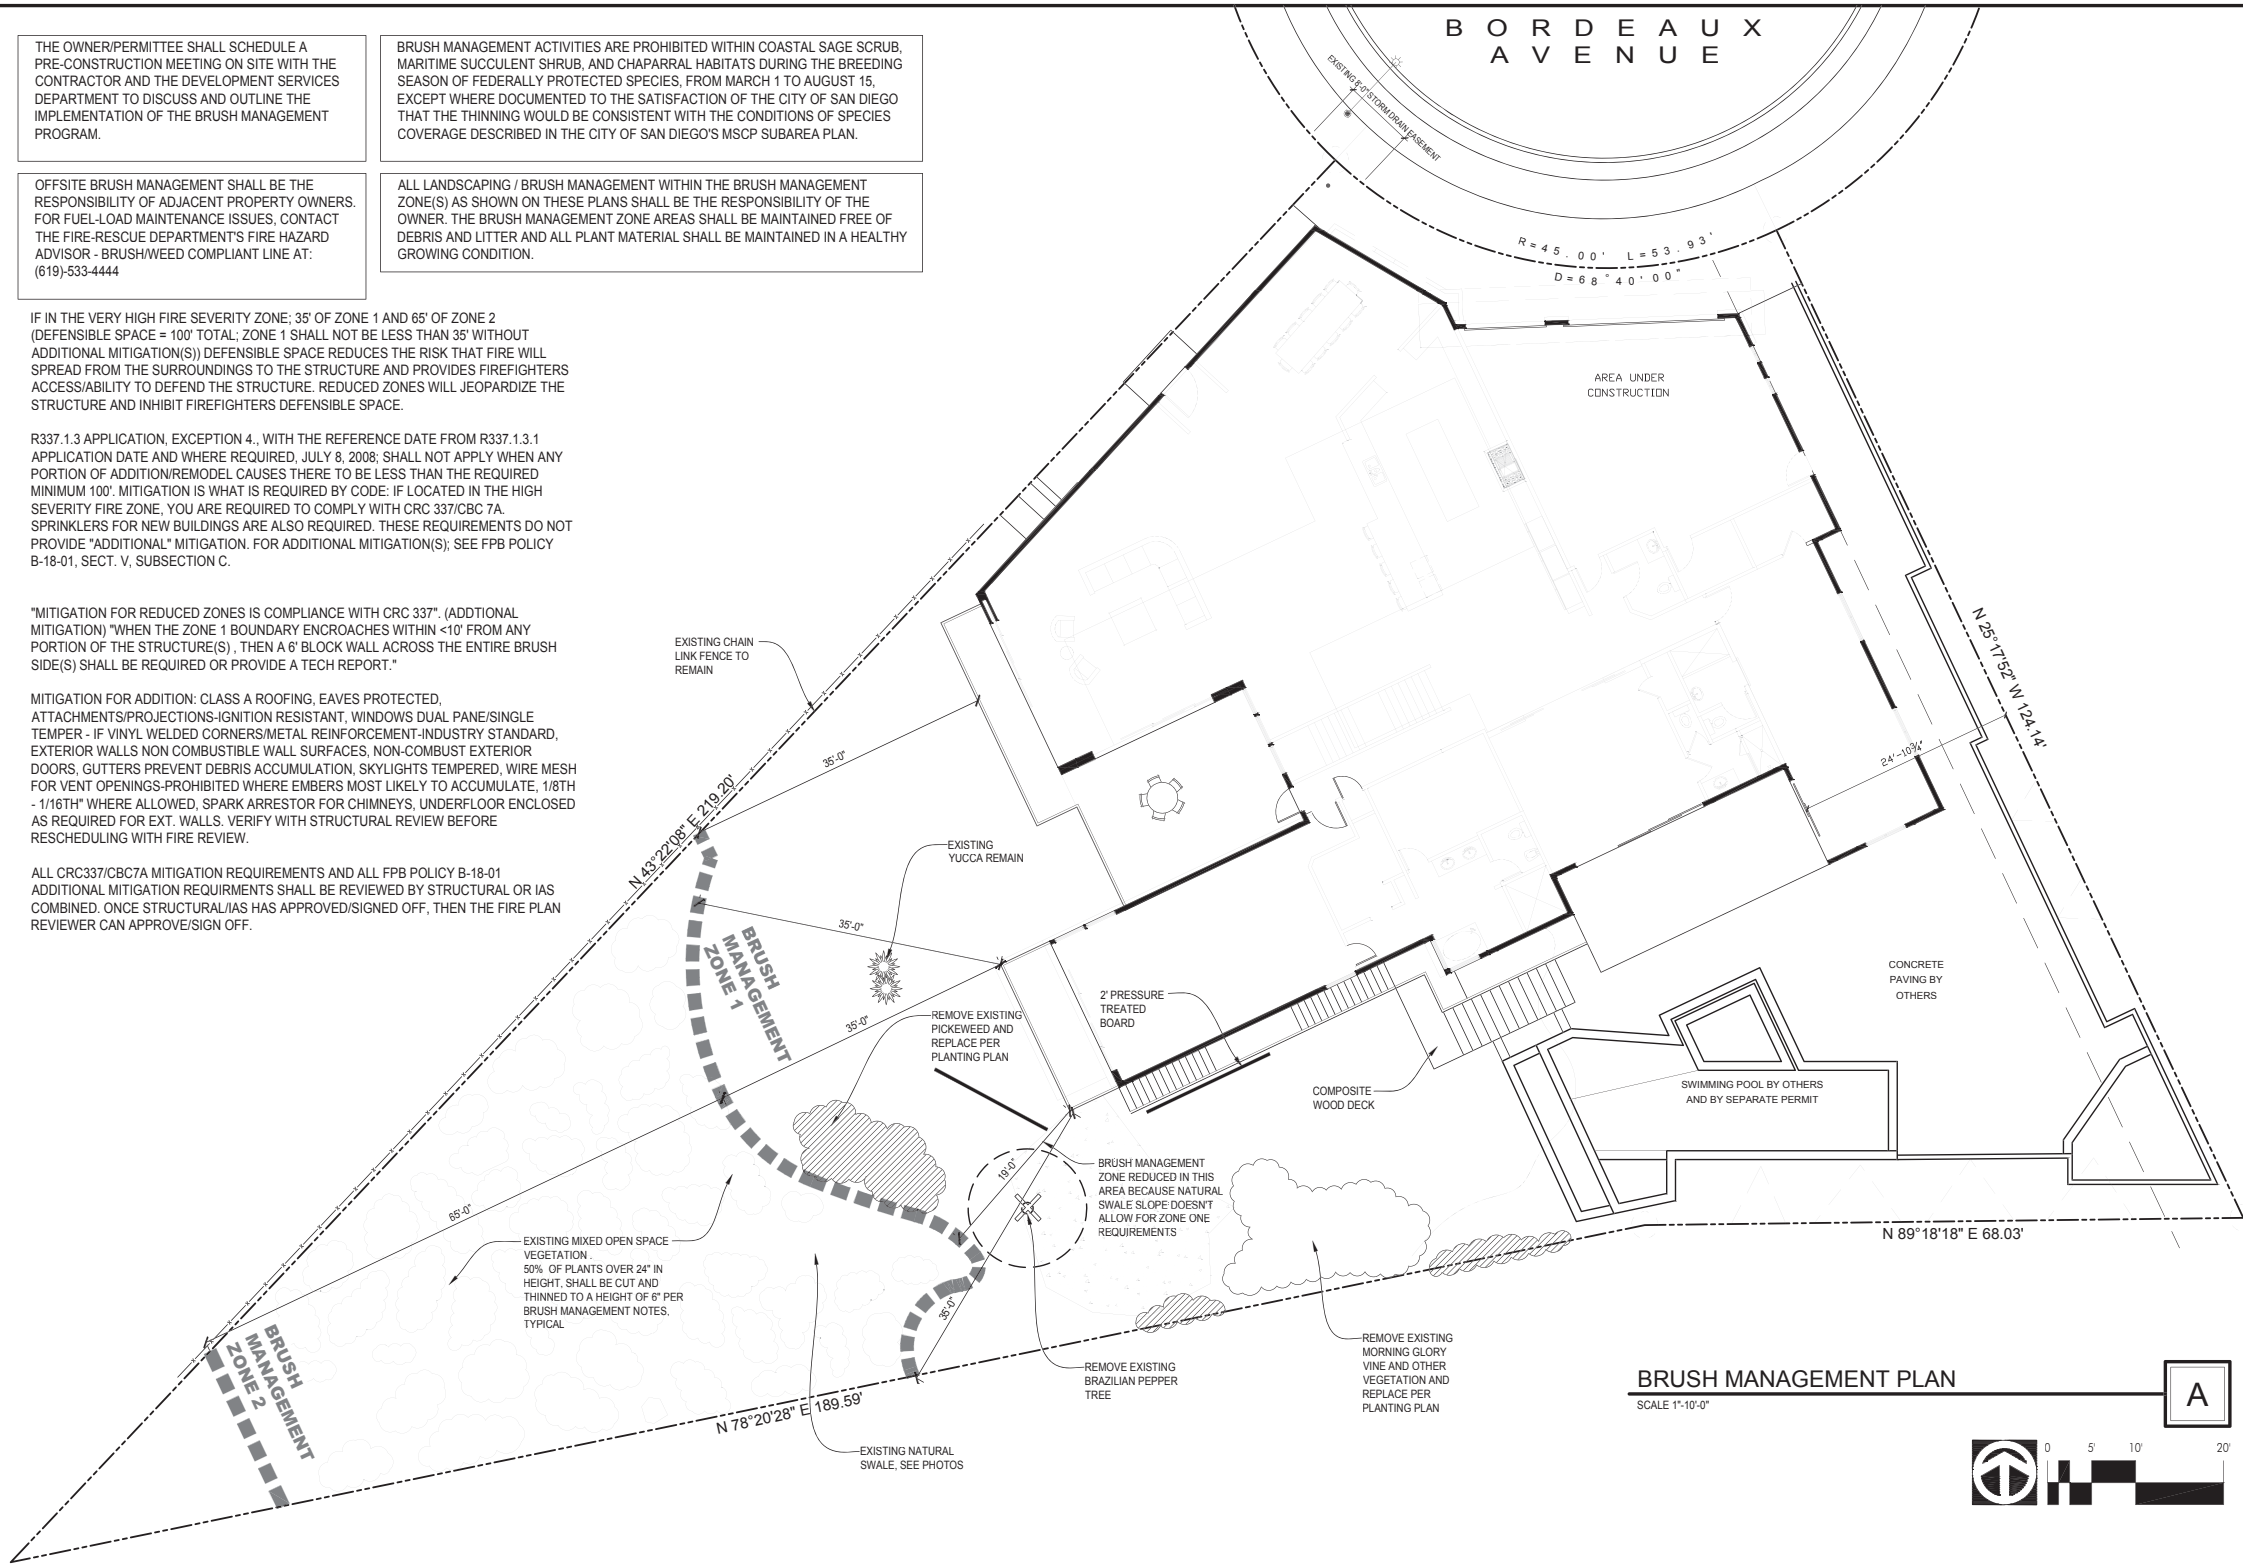 BORDEAUX
AVENUE
THE OWNER/PERMITTEE SHALL SCHEDULE A
PRE-CONSTRUCTION MEETING ON SITE WITH THE
CONTRACTOR AND THE DEVELOPMENT SERVICES
DEPARTMENT TO DISCUSS AND OUTLINE THE
IMPLEMENTATION OF THE BRUSH MANAGEMENT
PROGRAM.
BRUSH MANAGEMENT ACTIVITIES ARE PROHIBITED WITHIN COASTAL SAGE SCRUB,
MARITIME SUCCULENT SHRUB, AND CHAPARRAL HABITATS DURING THE BREEDING
SEASON OF FEDERALLY PROTECTED SPECIES, FROM MARCH 1 TO AUGUST 15,
EXCEPT WHERE DOCUMENTED TO THE SATISFACTION OF THE CITY OF SAN DIEGO
THAT THE THINNING WOULD BE CONSISTENT WITH THE CONDITIONS OF SPECIES
COVERAGE DESCRIBED IN THE CITY OF SAN DIEGO'S MSCP SUBAREA PLAN.
OFFSITE BRUSH MANAGEMENT SHALL BE THE
RESPONSIBILITY OF ADJACENT PROPERTY OWNERS.
FOR FUEL-LOAD MAINTENANCE ISSUES, CONTACT
THE FIRE-RESCUE DEPARTMENT'S FIRE HAZARD
ADVISOR - BRUSH/WEED COMPLIANT LINE AT:
(619)-533-4444
ALL LANDSCAPING / BRUSH MANAGEMENT WITHIN THE BRUSH MANAGEMENT
ZONE(S) AS SHOWN ON THESE PLANS SHALL BE THE RESPONSIBILITY OF THE
OWNER. THE BRUSH MANAGEMENT ZONE AREAS SHALL BE MAINTAINED FREE OF
DEBRIS AND LITTER AND ALL PLANT MATERIAL SHALL BE MAINTAINED IN A HEALTHY
GROWING CONDITION.
IF IN THE VERY HIGH FIRE SEVERITY ZONE; 35' OF ZONE 1 AND 65' OF ZONE 2
(DEFENSIBLE SPACE = 100' TOTAL; ZONE 1 SHALL NOT BE LESS THAN 35' WITHOUT
ADDITIONAL MITIGATION(S)) DEFENSIBLE SPACE REDUCES THE RISK THAT FIRE WILL
SPREAD FROM THE SURROUNDINGS TO THE STRUCTURE AND PROVIDES FIREFIGHTERS
ACCESS/ABILITY TO DEFEND THE STRUCTURE. REDUCED ZONES WILL JEOPARDIZE THE
STRUCTURE AND INHIBIT FIREFIGHTERS DEFENSIBLE SPACE.
R337.1.3 APPLICATION, EXCEPTION 4., WITH THE REFERENCE DATE FROM R337.1.3.1
APPLICATION DATE AND WHERE REQUIRED, JULY 8, 2008; SHALL NOT APPLY WHEN ANY
PORTION OF ADDITION/REMODEL CAUSES THERE TO BE LESS THAN THE REQUIRED
MINIMUM 100'. MITIGATION IS WHAT IS REQUIRED BY CODE: IF LOCATED IN THE HIGH
SEVERITY FIRE ZONE, YOU ARE REQUIRED TO COMPLY WITH CRC 337/CBC 7A.
SPRINKLERS FOR NEW BUILDINGS ARE ALSO REQUIRED. THESE REQUIREMENTS DO NOT
PROVIDE "ADDITIONAL" MITIGATION. FOR ADDITIONAL MITIGATION(S); SEE FPB POLICY
B-18-01, SECT. V, SUBSECTION C.
"MITIGATION FOR REDUCED ZONES IS COMPLIANCE WITH CRC 337". (ADDTIONAL
MITIGATION) "WHEN THE ZONE 1 BOUNDARY ENCROACHES WITHIN <10' FROM ANY
PORTION OF THE STRUCTURE(S) , THEN A 6' BLOCK WALL ACROSS THE ENTIRE BRUSH
SIDE(S) SHALL BE REQUIRED OR PROVIDE A TECH REPORT."
MITIGATION FOR ADDITION: CLASS A ROOFING, EAVES PROTECTED,
ATTACHMENTS/PROJECTIONS-IGNITION RESISTANT, WINDOWS DUAL PANE/SINGLE
TEMPER - IF VINYL WELDED CORNERS/METAL REINFORCEMENT-INDUSTRY STANDARD,
EXTERIOR WALLS NON COMBUSTIBLE WALL SURFACES, NON-COMBUST EXTERIOR
DOORS, GUTTERS PREVENT DEBRIS ACCUMULATION, SKYLIGHTS TEMPERED, WIRE MESH
FOR VENT OPENINGS-PROHIBITED WHERE EMBERS MOST LIKELY TO ACCUMULATE, 1/8TH
- 1/16TH" WHERE ALLOWED, SPARK ARRESTOR FOR CHIMNEYS, UNDERFLOOR ENCLOSED
AS REQUIRED FOR EXT. WALLS. VERIFY WITH STRUCTURAL REVIEW BEFORE
RESCHEDULING WITH FIRE REVIEW.
ALL CRC337/CBC7A MITIGATION REQUIREMENTS AND ALL FPB POLICY B-18-01
ADDITIONAL MITIGATION REQUIRMENTS SHALL BE REVIEWED BY STRUCTURAL OR IAS
COMBINED. ONCE STRUCTURAL/IAS HAS APPROVED/SIGNED OFF, THEN THE FIRE PLAN
REVIEWER CAN APPROVE/SIGN OFF.
EXISTING 8'-0" STORM DRAIN EASEMENT
R=45.00' L=53.93'
D=68°40'00"
AREA UNDER
CONSTRUCTION
N 25°17'52" W 124.14'
24'-10¾"
EXISTING CHAIN
LINK FENCE TO
REMAIN
35'-0"
N 43°22'08" E 219.20'
EXISTING
YUCCA REMAIN
35'-0"
BRUSH
MANAGEMENT
ZONE 1
35'-0"
REMOVE EXISTING
PICKEWEED AND
REPLACE PER
PLANTING PLAN
2' PRESSURE
TREATED
BOARD
CONCRETE
PAVING BY
OTHERS
COMPOSITE
WOOD DECK
SWIMMING POOL BY OTHERS
AND BY SEPARATE PERMIT
19'-0"
BRUSH MANAGEMENT
ZONE REDUCED IN THIS
AREA BECAUSE NATURAL
SWALE SLOPE DOESN'T
ALLOW FOR ZONE ONE
REQUIREMENTS
65'-0"
EXISTING MIXED OPEN SPACE
VEGETATION .
50% OF PLANTS OVER 24" IN
HEIGHT, SHALL BE CUT AND
THINNED TO A HEIGHT OF 6" PER
BRUSH MANAGEMENT NOTES.
TYPICAL
35'-0"
N 89°18'18" E 68.03'
BRUSH
MANAGEMENT
ZONE 2
REMOVE EXISTING
BRAZILIAN PEPPER
TREE
REMOVE EXISTING
MORNING GLORY
VINE AND OTHER
VEGETATION AND
REPLACE PER
PLANTING PLAN
N 78°20'28" E 189.59'
EXISTING NATURAL
SWALE, SEE PHOTOS
BRUSH MANAGEMENT PLAN
SCALE 1"-10'-0"
A
0 5' 10' 20'